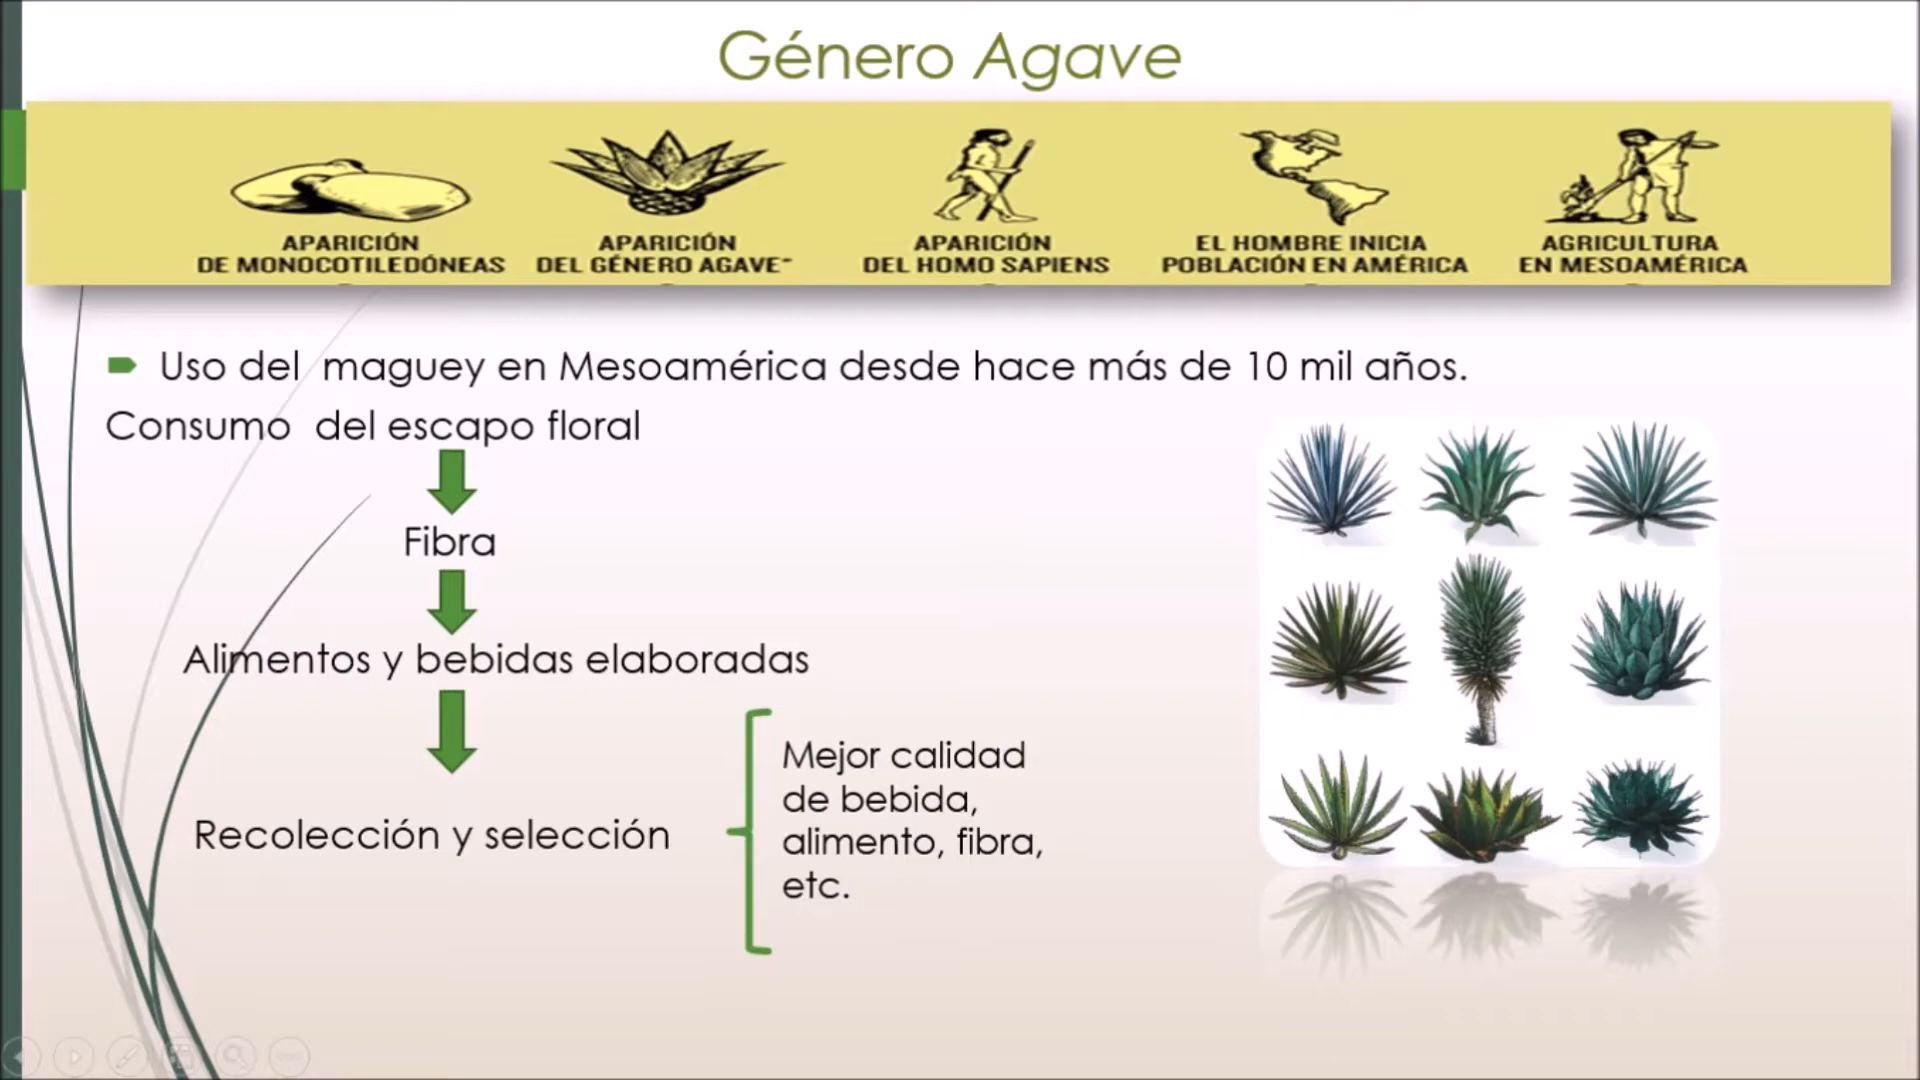 Género Agave
APARICIÓN
DE MONOCOTILEDÓNEAS
APARICIÓN
DEL GÉNERO AGAVE"
APARICIÓN
DEL HOMO SAPIENS
EL HOMBRE INICIA
POBLACIÓN EN AMÉRICA
AGRICULTURA
EN MESOAMÉRICA
Uso del maguey en Mesoamérica desde hace más de 10 mil años.
Consumo del escapo floral
Fibra
Alimentos y bebidas elaboradas
Recolección y selección
Mejor calidad
de bebida,
alimento, fibra,
etc.